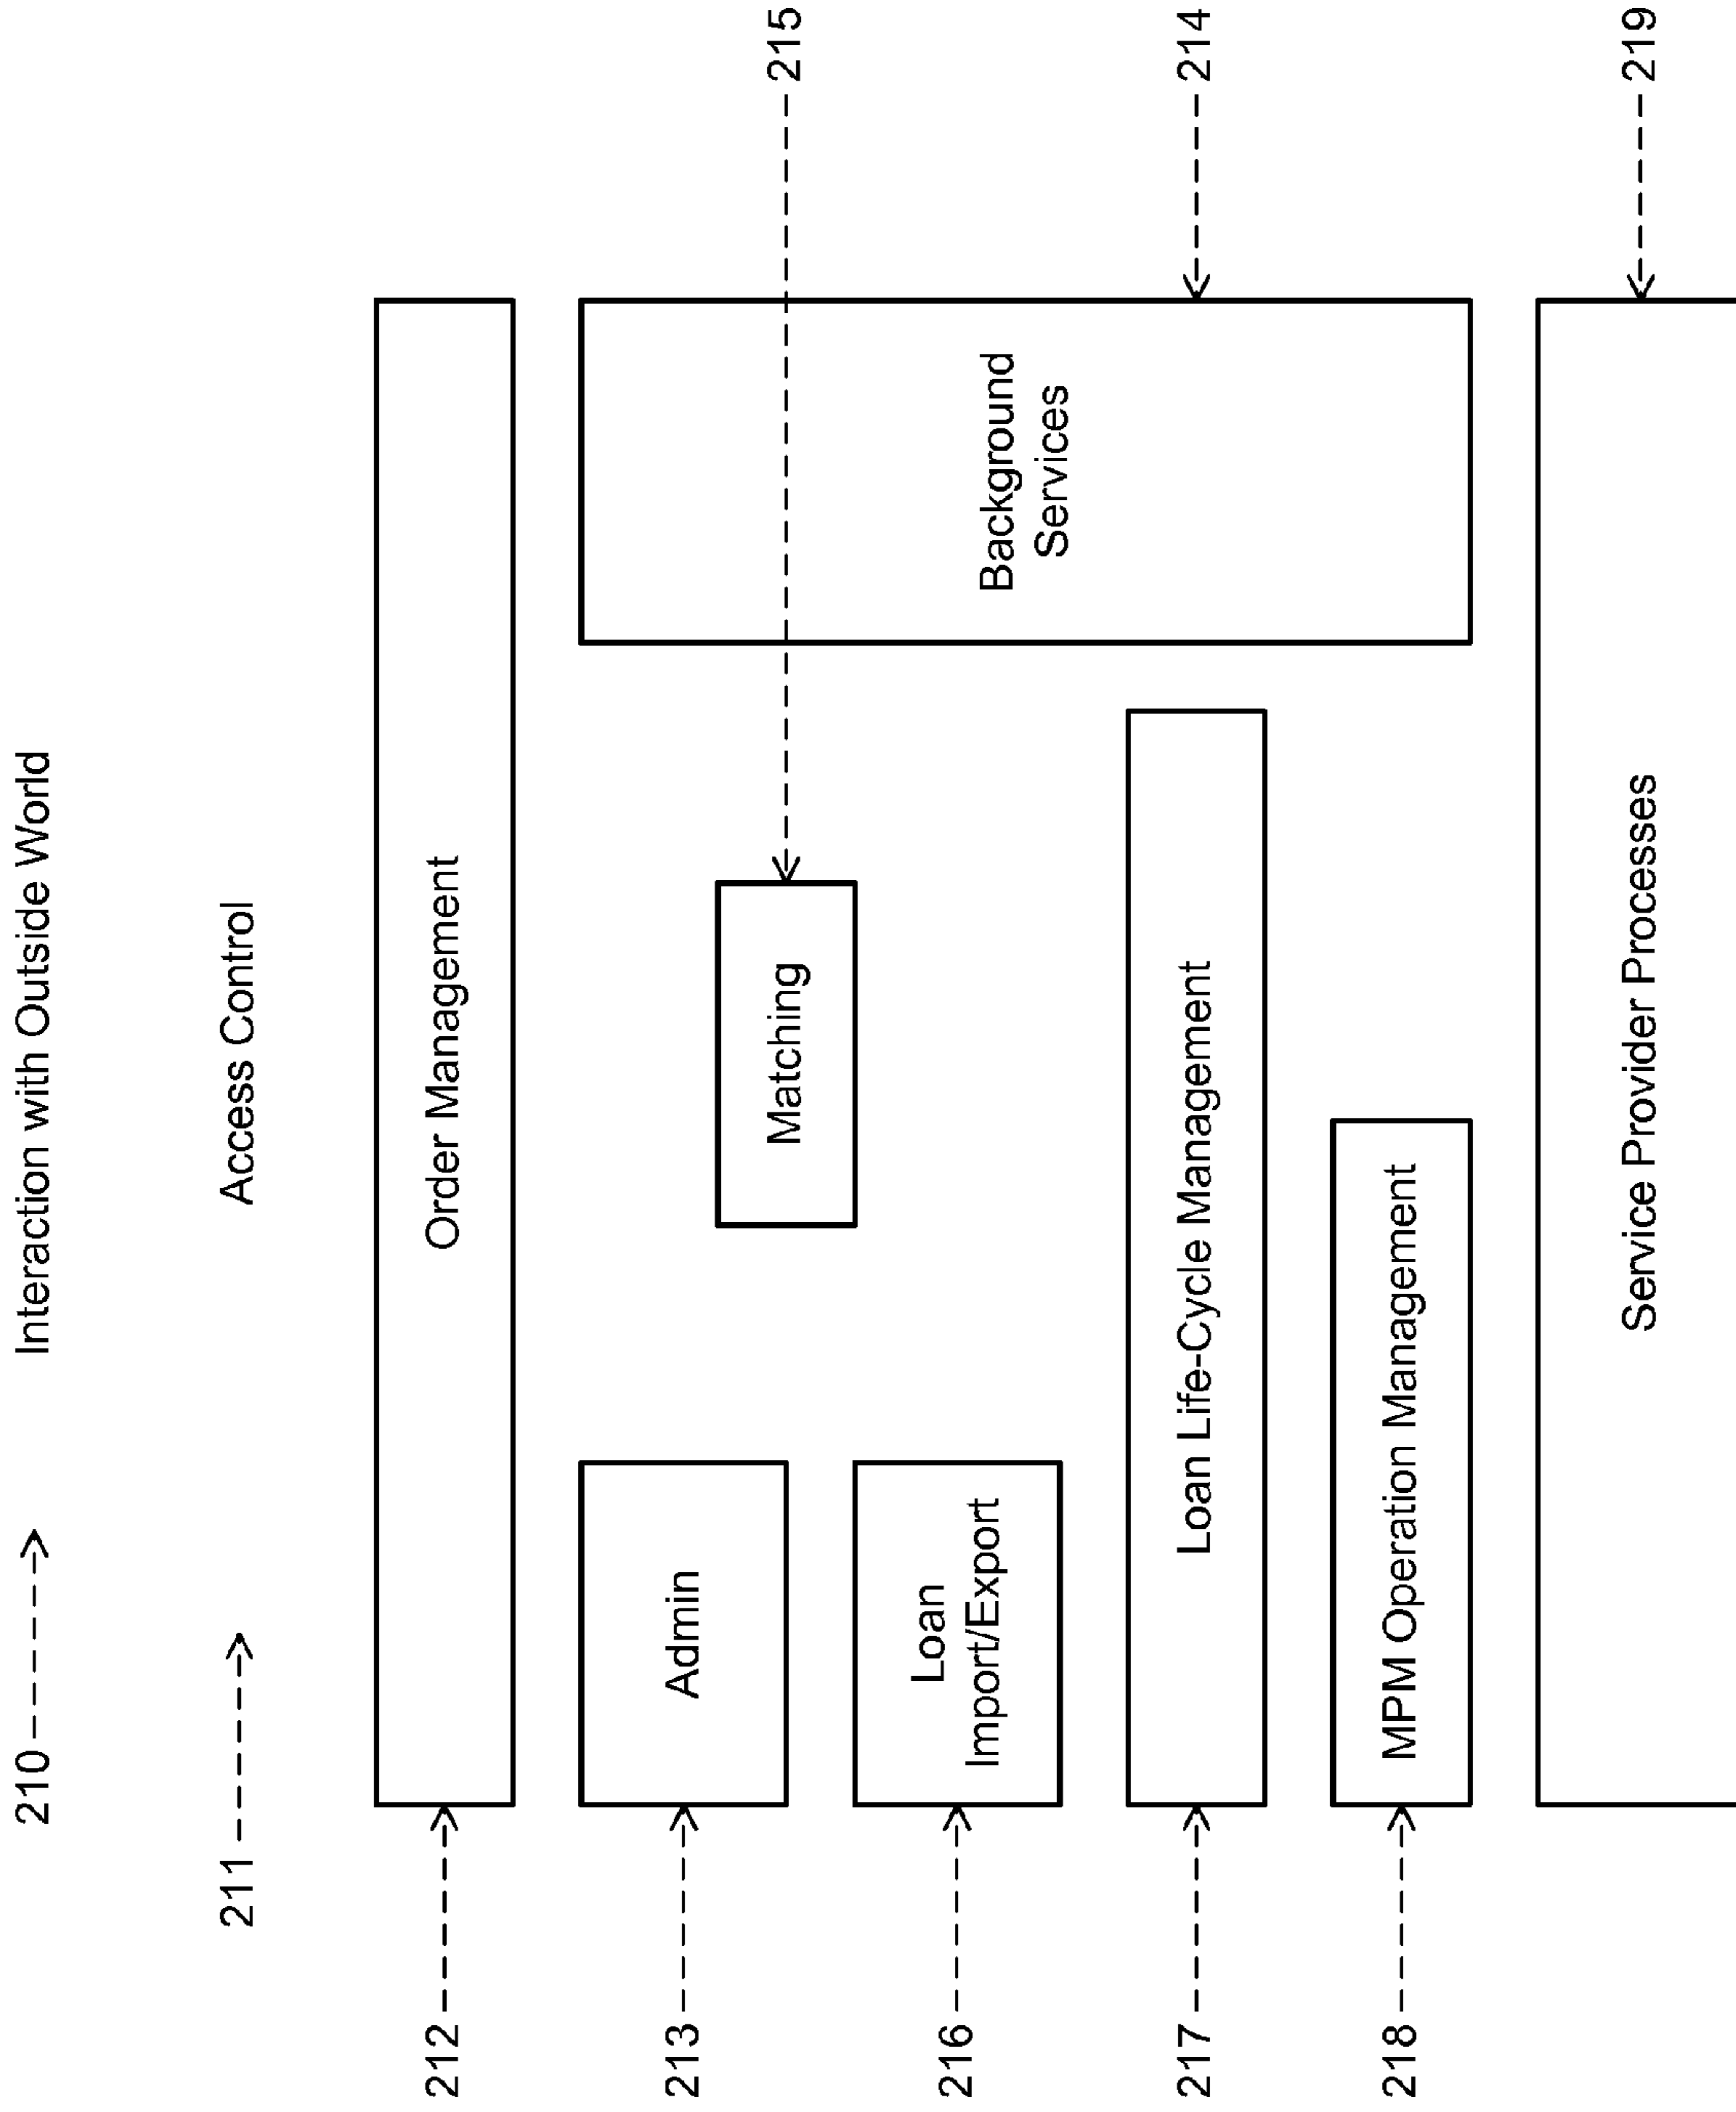 210
Interaction with Outside World
211
Access Control
212
Order Management
213
Admin
Matching
215
216
Loan
Import/Export
Background
Services
214
217
Loan Life-Cycle Management
218
MPM Operation Management
Service Provider Processes
219